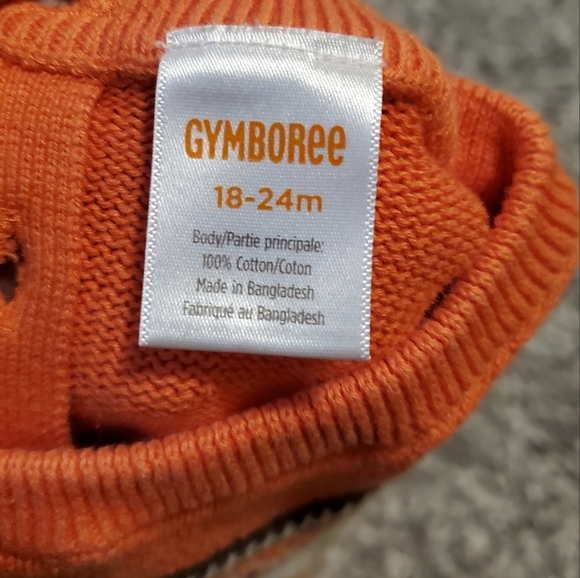 GYMBOREE
18-24m
Body/Partie principale:
100% Cotton/Coton
Made in Bangladesh
Fabriqué au Bangladesh